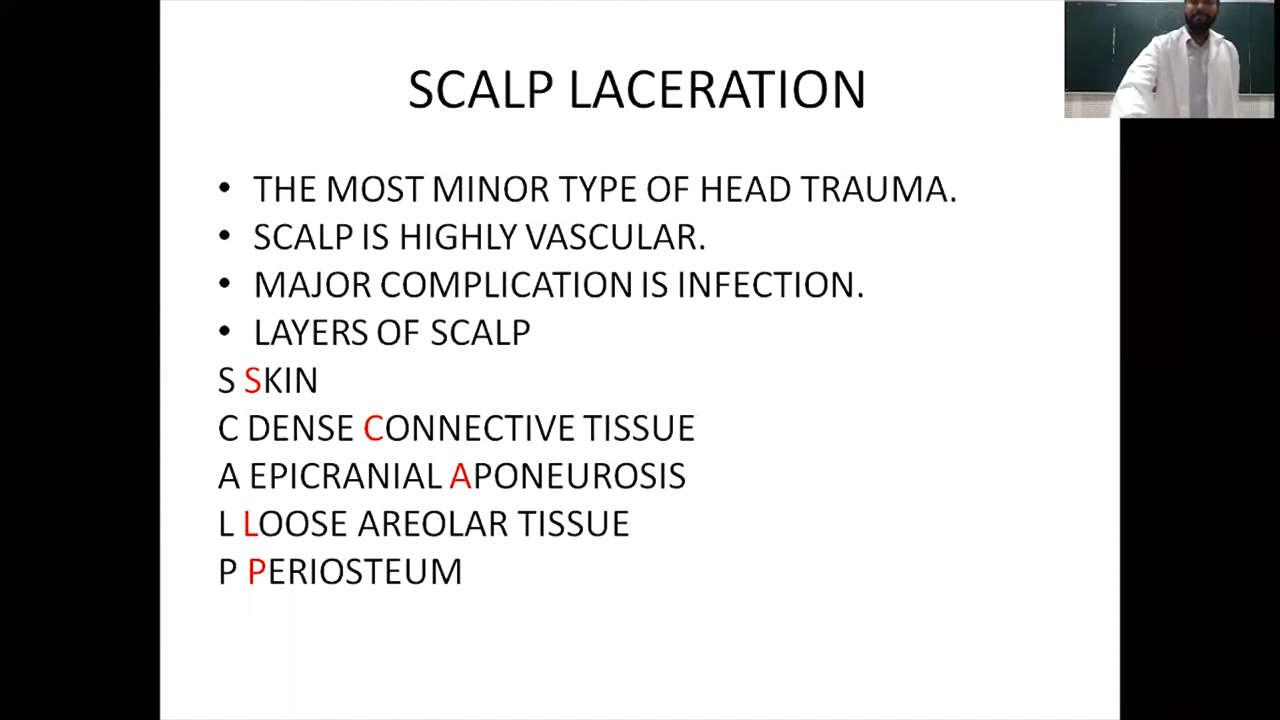 SCALP LACERATION
• THE MOST MINOR TYPE OF HEAD TRAUMA.
• SCALP IS HIGHLY VASCULAR.
• MAJOR COMPLICATION IS INFECTION.
• LAYERS OF SCALP
S SKIN
C DENSE CONNECTIVE TISSUE
A EPICRANIAL APONEUROSIS
L LOOSE AREOLAR TISSUE
P PERIOSTEUM